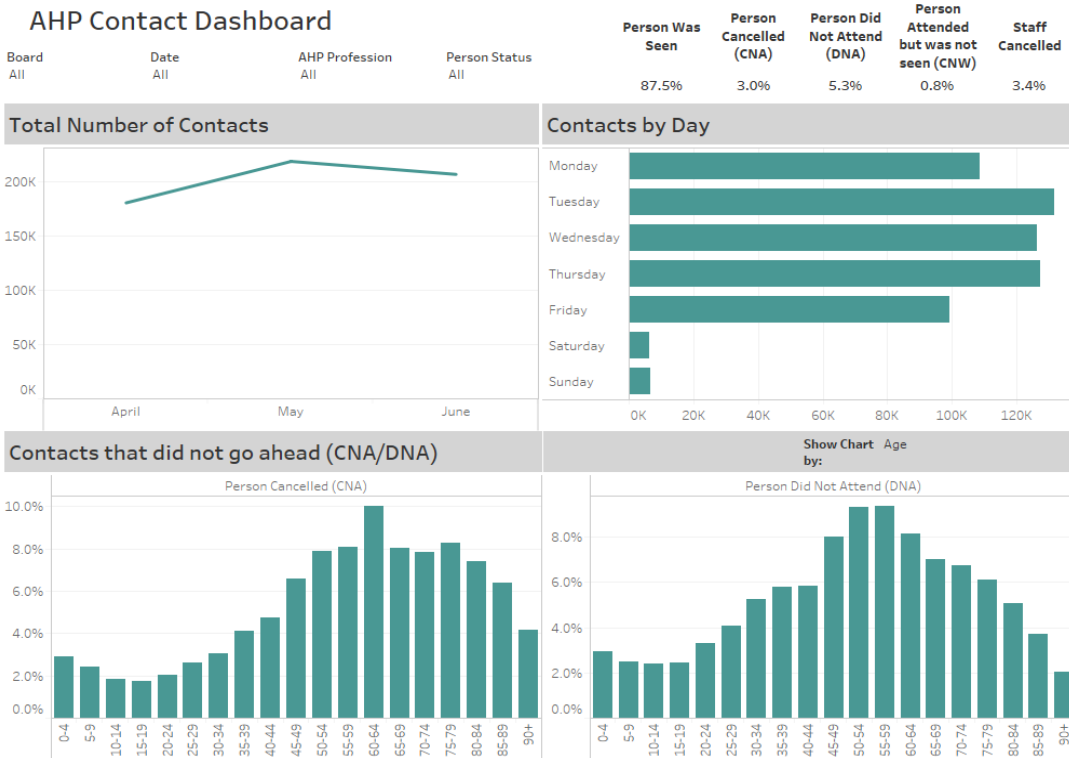 AHP Contact Dashboard
Board
All
Date
All
AHP Profession
All
Person Status
All
Person Was
Seen
87.5%
Person
Cancelled
(CNA)
3.0%
Person Did
Not Attend
(DNA)
5.3%
Person
Attended
but was not
seen (CNW)
0.8%
Staff
Cancelled
3.4%
Total Number of Contacts
200K
150K
100K
50K
0K
April May June
Contacts by Day
Monday
Tuesday
Wednesday
Thursday
Friday
Saturday
Sunday
0K 20K 40K 60K 80K 100K 120K
Contacts that did not go ahead (CNA/DNA)
Show Chart Age
by:
Person Cancelled (CNA)
10.0%
8.0%
6.0%
4.0%
2.0%
0.0%
0-4 5-9 10-14 15-19 20-24 25-29 30-34 35-39 40-44 45-49 50-54 55-59 60-64 65-69 70-74 75-79 80-84 85-89 90+
Person Did Not Attend (DNA)
8.0%
6.0%
4.0%
2.0%
0.0%
0-4 5-9 10-14 15-19 20-24 25-29 30-34 35-39 40-44 45-49 50-54 55-59 60-64 65-69 70-74 75-79 80-84 85-89 90+